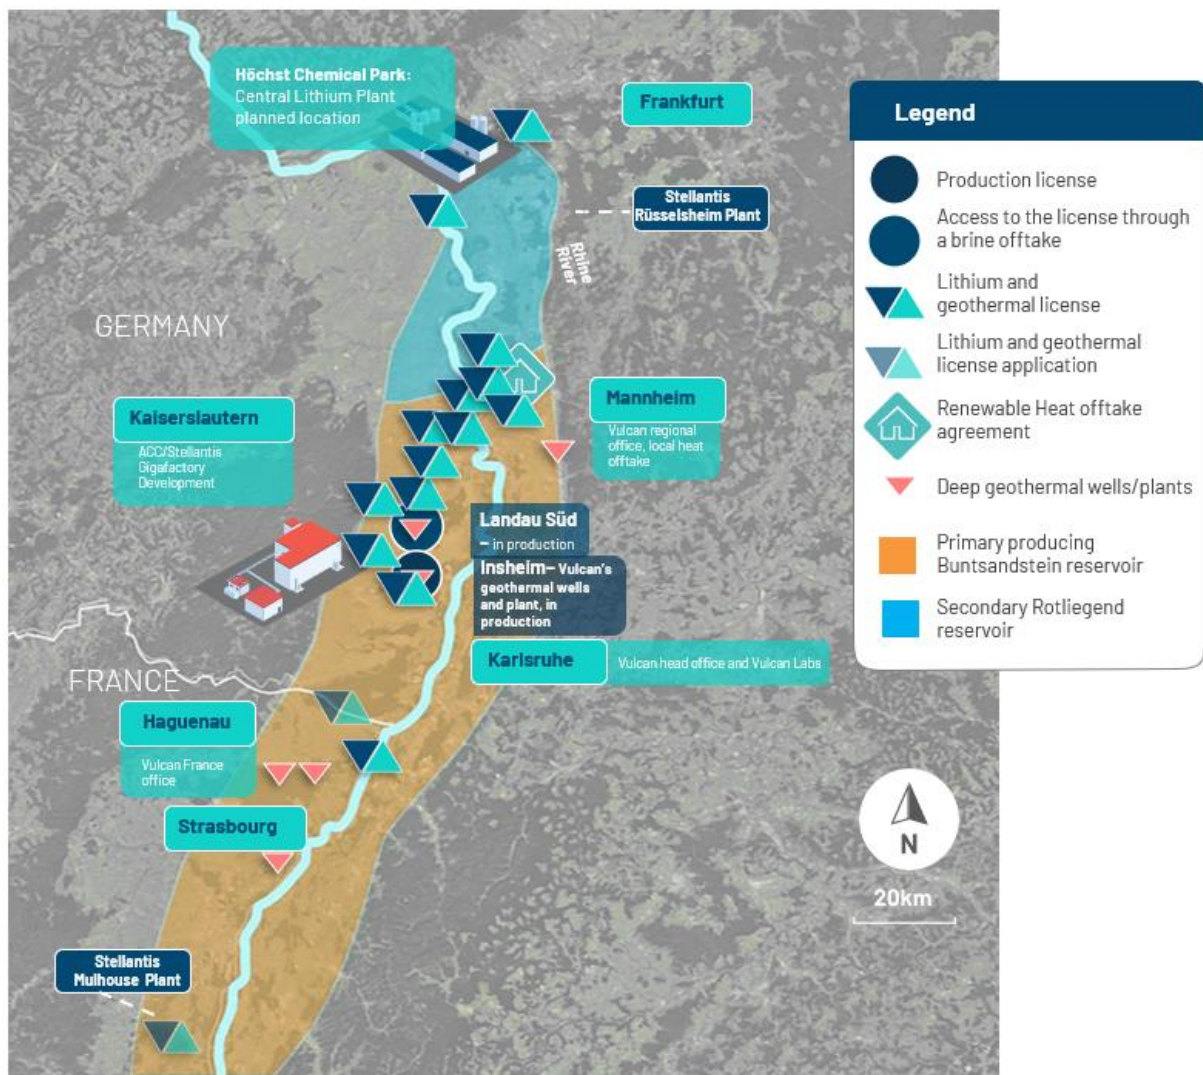 Höchst Chemical Park:
Central Lithium Plant
planned location
Frankfurt
Stellantis
Rüsselsheim Plant
Rhine
River
GERMANY
Kaiserslautern
ACC/Stellantis
Gigafactory
Development
Mannheim
Vulcan regional
office, local heat
offtake
Landau Süd
– in production
Insheim– Vulcan's
geothermal wells
and plant, in
production
Karlsruhe
Vulcan head office and Vulcan Labs
FRANCE
Haguenau
Vulcan France
office
Strasbourg
Stellantis
Mulhouse Plant
Legend
Production license
Access to the license through
a brine offtake
Lithium and
geothermal license
Lithium and geothermal
license application
Renewable Heat offtake
agreement
Deep geothermal wells/plants
Primary producing
Buntsandstein reservoir
Secondary Rotliegend
reservoir
N
20km